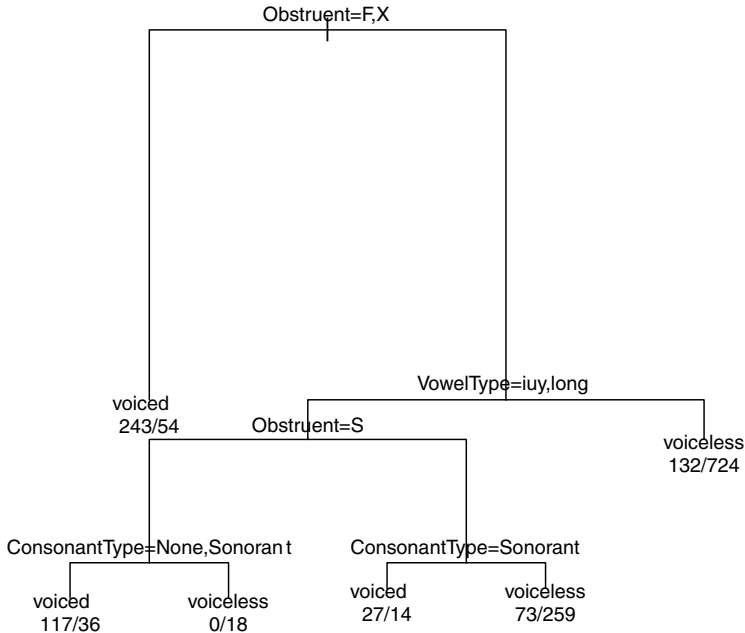 Obstruent=F,X
VowelType=iuy,long
voiced
243/54
Obstruent=S
voiceless
132/724
ConsonantType=None,Sonorant
ConsonantType=Sonorant
voiced
117/36
voiceless
0/18
voiced
27/14
voiceless
73/259